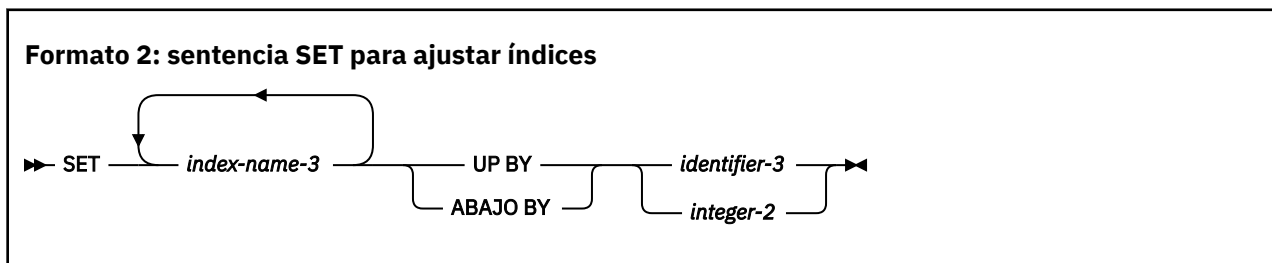 Formato 2: sentencia SET para ajustar índices
SET index-name-3 UP BY identifier-3
ABAJO BY integer-2